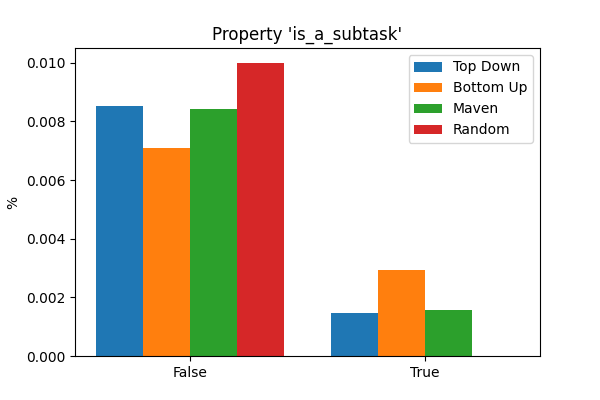 Property 'is_a_subtask'
Top Down
Bottom Up
Maven
Random
%
0.010
0.008
0.006
0.004
0.002
0.000
False
True